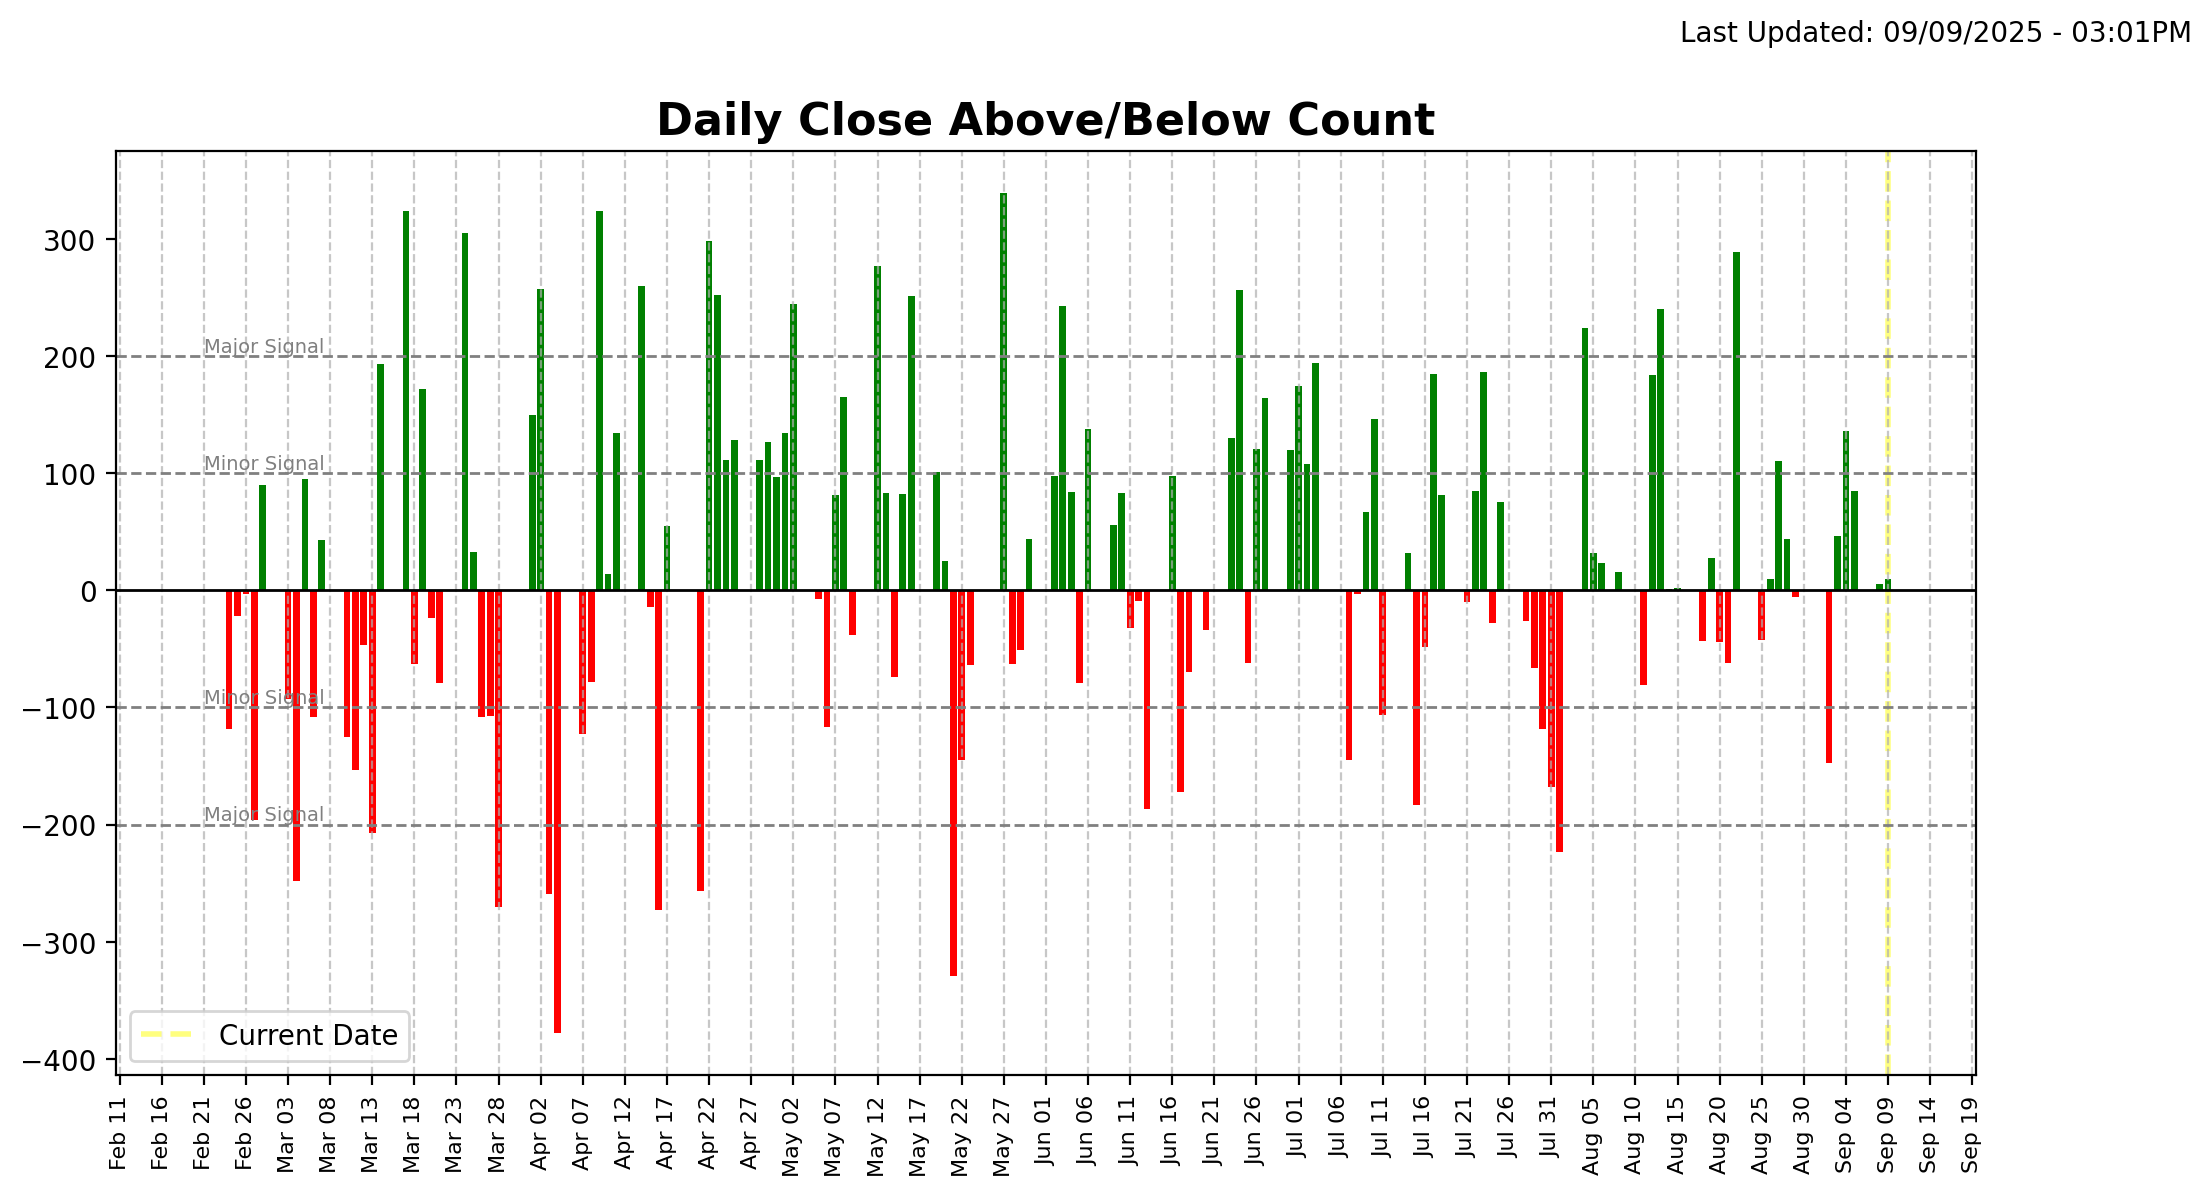 Last Updated: 09/09/2025 - 03:01PM
Daily Close Above/Below Count
300
200
100
0
−100
−200
−300
−400
Major Signal
Minor Signal
Minor Signal
Major Signal
Current Date
Feb 11
Feb 16
Feb 21
Feb 26
Mar 03
Mar 08
Mar 13
Mar 18
Mar 23
Mar 28
Apr 02
Apr 07
Apr 12
Apr 17
Apr 22
Apr 27
May 02
May 07
May 12
May 17
May 22
May 27
Jun 01
Jun 06
Jun 11
Jun 16
Jun 21
Jun 26
Jul 01
Jul 06
Jul 11
Jul 16
Jul 21
Jul 26
Jul 31
Aug 05
Aug 10
Aug 15
Aug 20
Aug 25
Aug 30
Sep 04
Sep 09
Sep 14
Sep 19